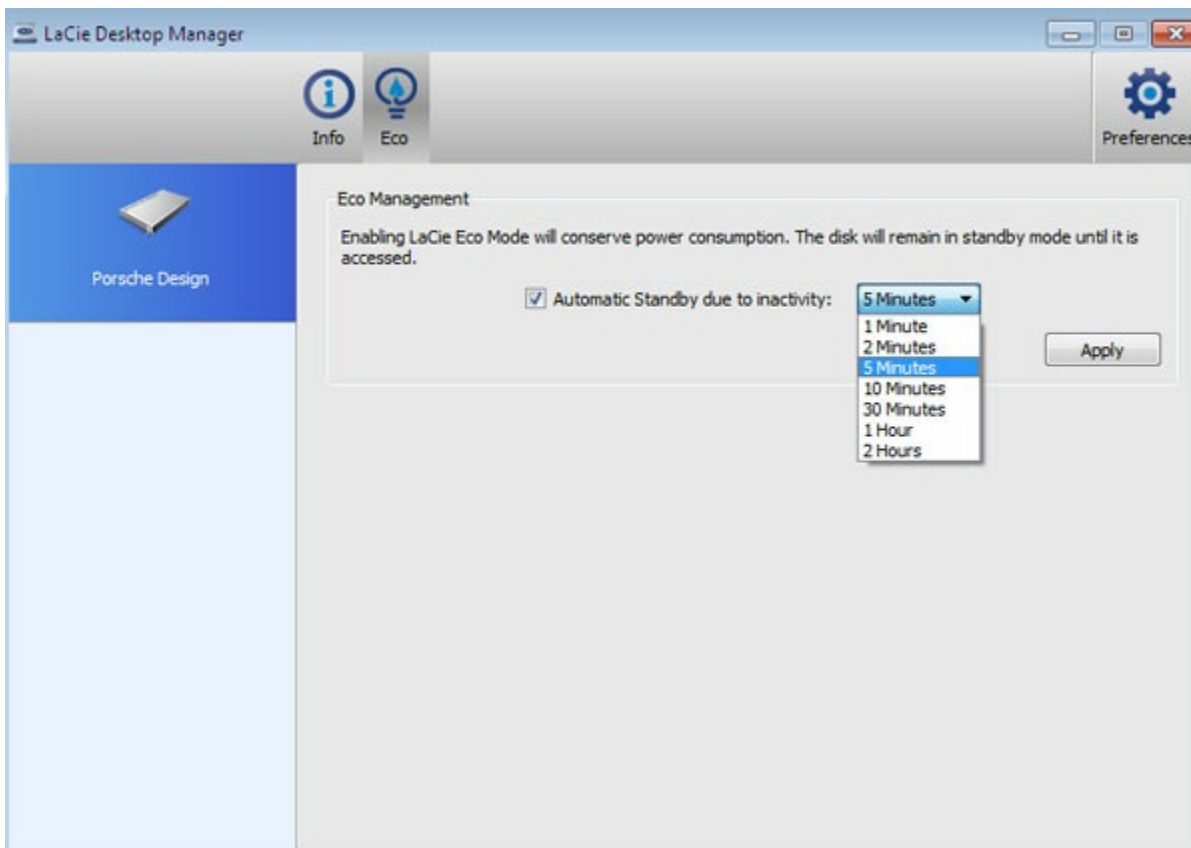 LaCie Desktop Manager
Info
Eco
Preferences
Porsche Design
Eco Management
Enabling LaCie Eco Mode will conserve power consumption. The disk will remain in standby mode until it is
accessed.
Automatic Standby due to inactivity:
5 Minutes
1 Minute
2 Minutes
5 Minutes
10 Minutes
30 Minutes
1 Hour
2 Hours
Apply